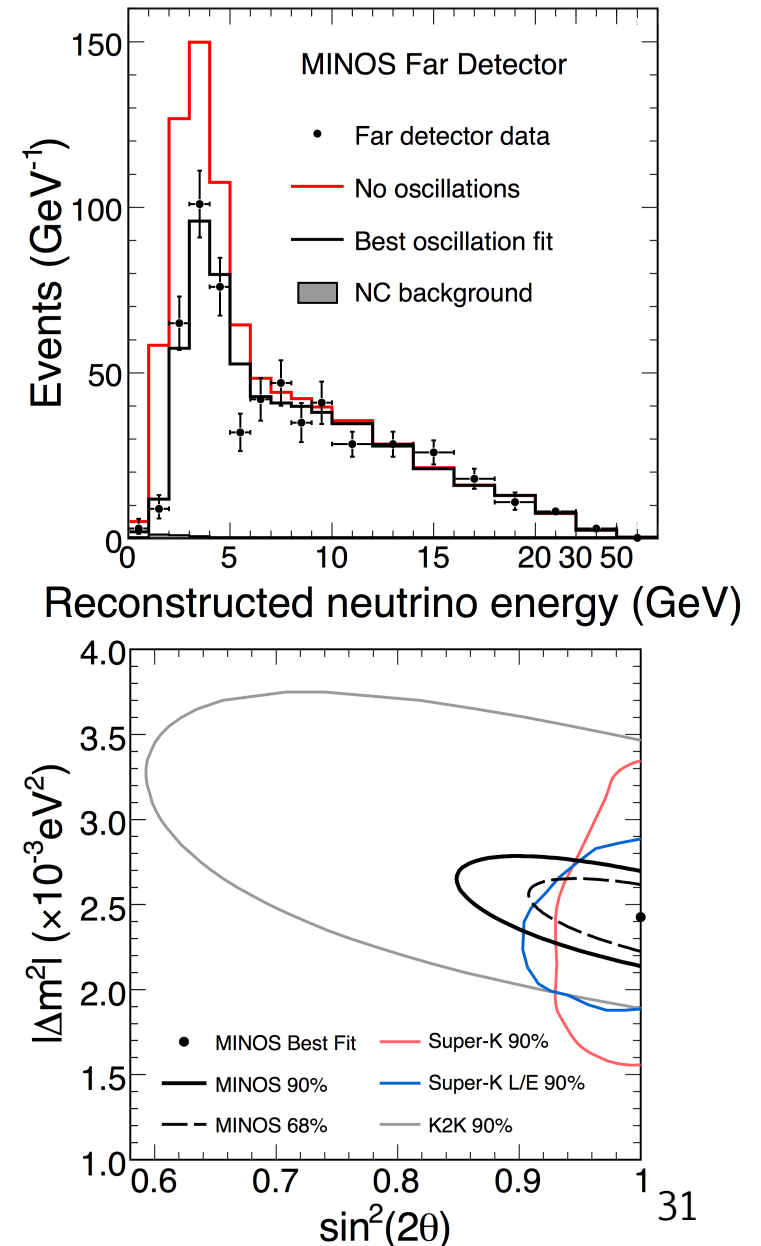 150
100
50
0
Events (GeV-1)
MINOS Far Detector
Far detector data
No oscillations
Best oscillation fit
NC background
0 5 10 15 20 30 50
Reconstructed neutrino energy (GeV)
4.0
3.5
3.0
2.5
2.0
1.5
1.0
|Δm2| (×10-3eV2)
MINOS Best Fit
MINOS 90%
MINOS 68%
Super-K 90%
Super-K L/E 90%
K2K 90%
0.6 0.7 0.8 0.9 1
sin2(2θ)
31